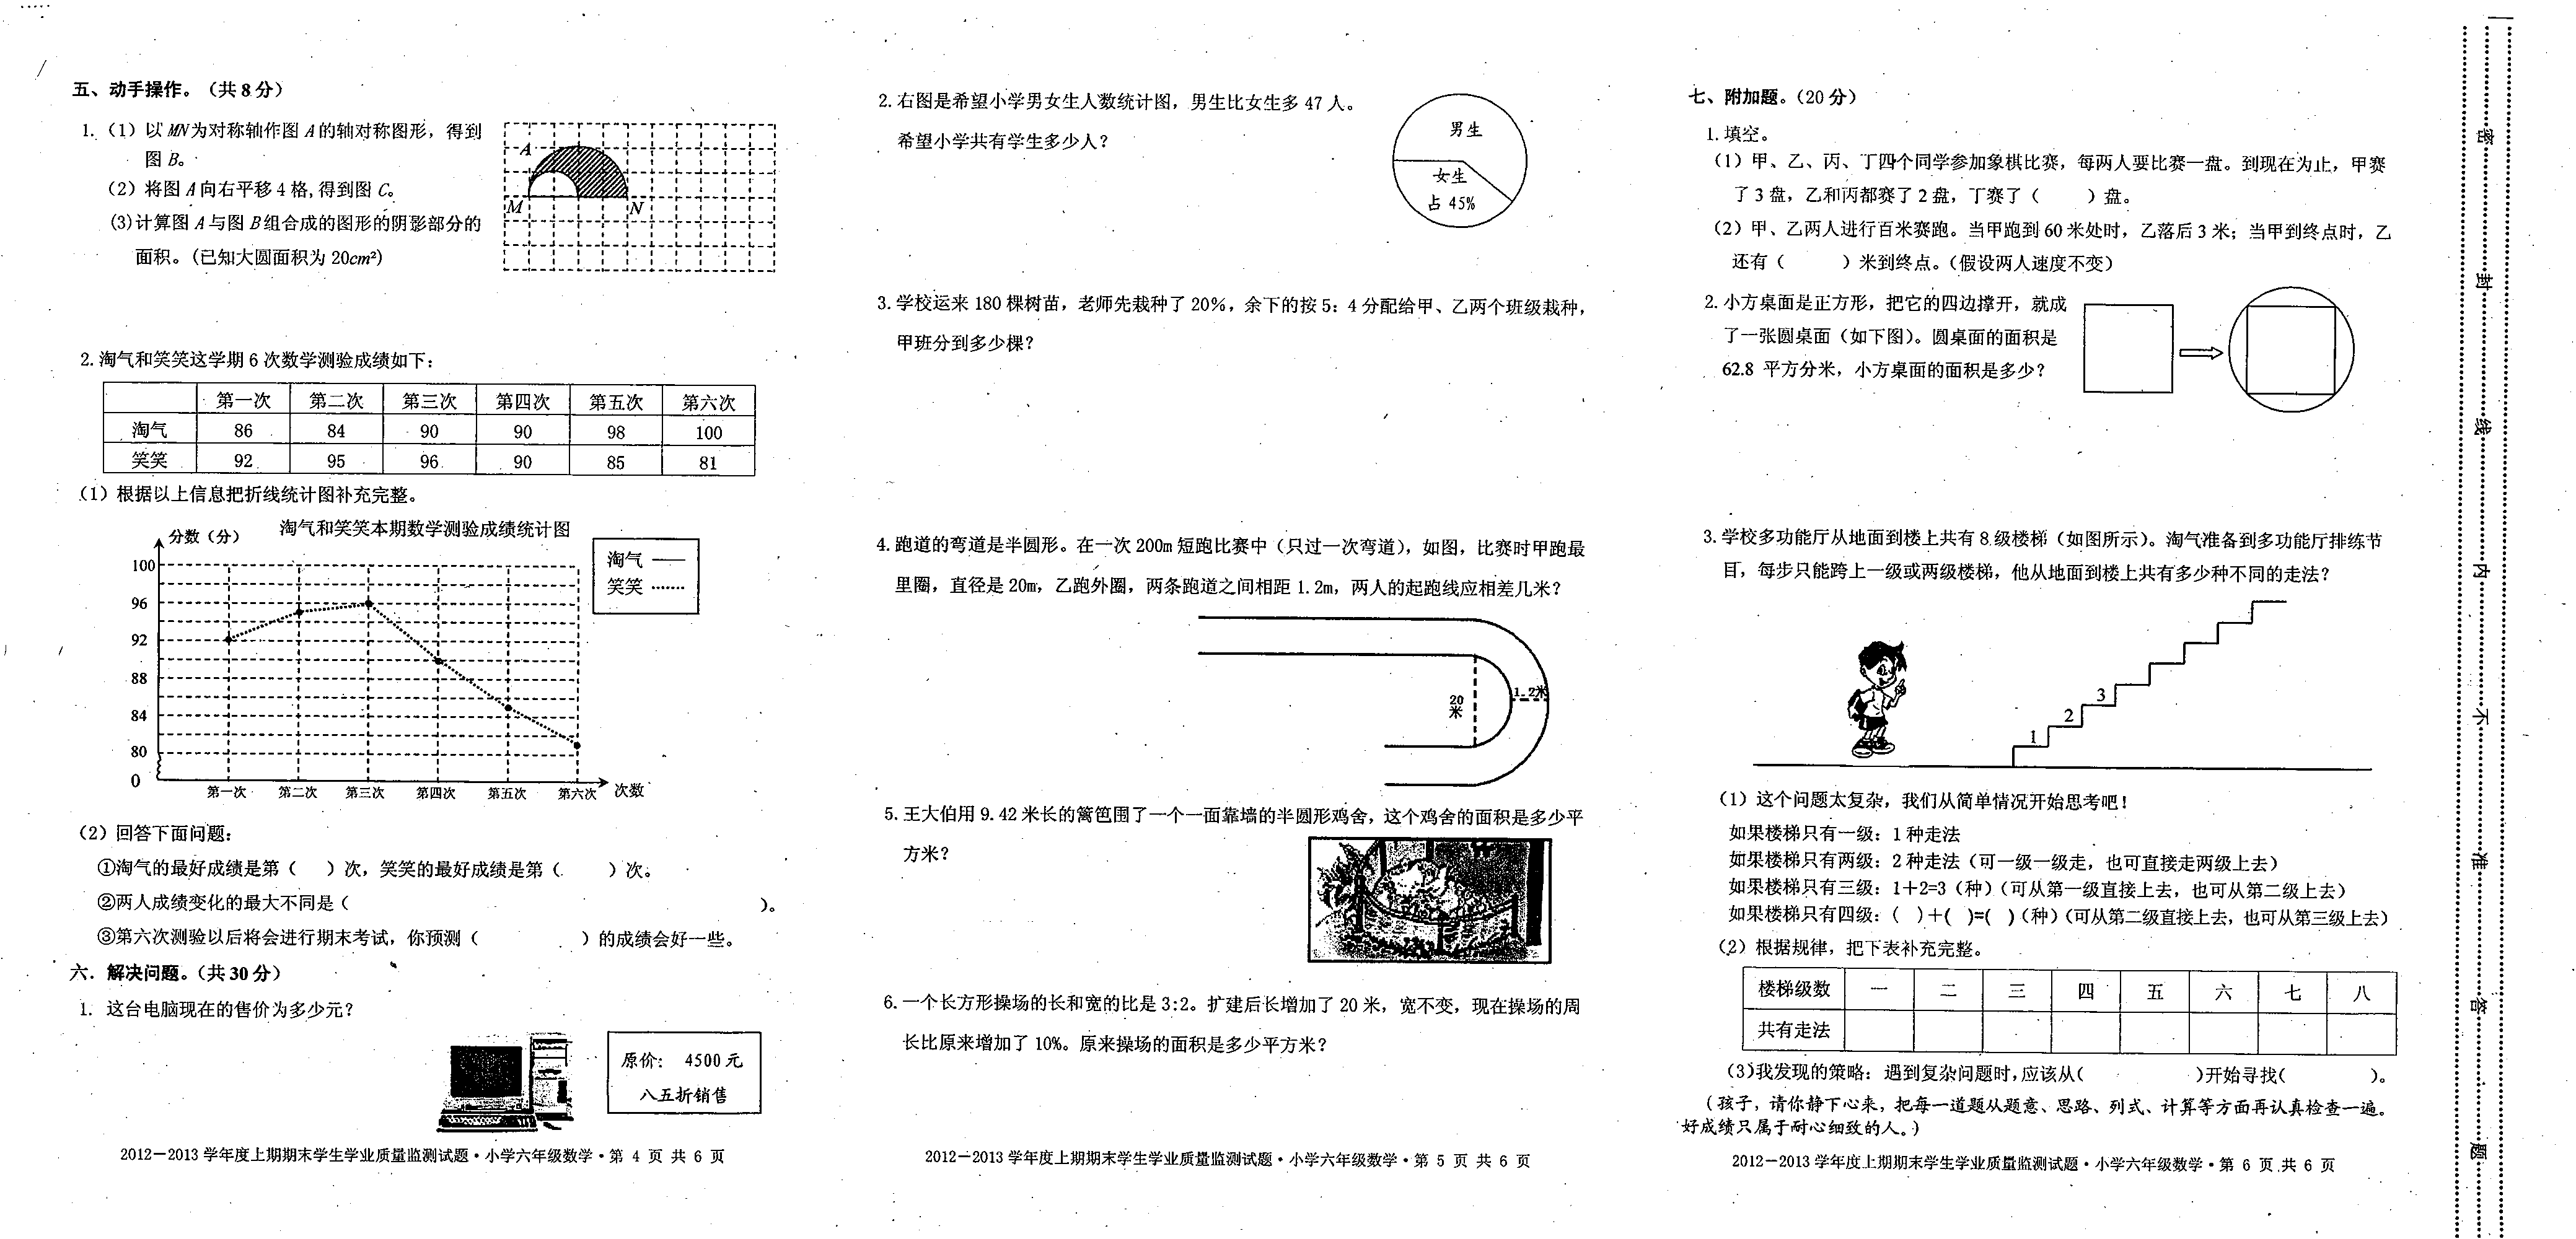 五、动手操作。（共8分）
1.（1）以MN为对称轴作图A的轴对称图形，得到
图B。
（2）将图A向右平移4格,得到图C。
(3)计算图A与图B组合成的图形的阴影部分的
面积。(已知大圆面积为20cm²)
A
M
N
2.淘气和笑笑这学期6次数学测验成绩如下：
第一次 第二次 第三次 第四次 第五次 第六次
淘气 86 84 90 90 98 100
笑笑 92 95 96 90 85 81
（1）根据以上信息把折线统计图补充完整。
分数（分） 淘气和笑笑本期数学测验成绩统计图
淘气 ——
笑笑 ······
100
96
92
88
84
80
0
第一次 第二次 第三次 第四次 第五次 第六次 次数
（2）回答下面问题：
①淘气的最好成绩是第（ ）次，笑笑的最好成绩是第（ ）次。
②两人成绩变化的最大不同是（ ）。
③第六次测验以后将会进行期末考试，你预测（ ）的成绩会好一些。
六．解决问题。（共30分）
1. 这台电脑现在的售价为多少元？
原价： 4500元
八五折销售
2012－2013学年度上期期末学生学业质量监测试题·小学六年级数学·第 4 页 共 6 页
2.右图是希望小学男女生人数统计图，男生比女生多47人。
希望小学共有学生多少人？
男生
女生
占45%
3.学校运来180棵树苗，老师先栽种了20%，余下的按5：4分配给甲、乙两个班级栽种，
甲班分到多少棵？
4.跑道的弯道是半圆形。在一次200m短跑比赛中（只过一次弯道），如图，比赛时甲跑最
里圈，直径是20m，乙跑外圈，两条跑道之间相距1.2m，两人的起跑线应相差几米？
20
米
1.2米
5.王大伯用9.42米长的篱笆围了一个一面靠墙的半圆形鸡舍，这个鸡舍的面积是多少平
方米？
6.一个长方形操场的长和宽的比是3:2。扩建后长增加了20米，宽不变，现在操场的周
长比原来增加了10%。原来操场的面积是多少平方米？
2012－2013学年度上期期末学生学业质量监测试题·小学六年级数学·第 5 页 共 6 页
七、附加题。（20分）
1.填空。
（1）甲、乙、丙、丁四个同学参加象棋比赛，每两人要比赛一盘。到现在为止，甲赛
了3盘，乙和丙都赛了2盘，丁赛了（ ）盘。
（2）甲、乙两人进行百米赛跑。当甲跑到60米处时，乙落后3米；当甲到终点时，乙
还有（ ）米到终点。（假设两人速度不变）
2.小方桌面是正方形，把它的四边撑开，就成
了一张圆桌面（如下图）。圆桌面的面积是
62.8 平方分米，小方桌面的面积是多少？
3.学校多功能厅从地面到楼上共有8级楼梯（如图所示）。淘气准备到多功能厅排练节
目，每步只能跨上一级或两级楼梯，他从地面到楼上共有多少种不同的走法？
3
2
1
（1）这个问题太复杂，我们从简单情况开始思考吧！
如果楼梯只有一级：1种走法
如果楼梯只有两级：2种走法（可一级一级走，也可直接走两级上去）
如果楼梯只有三级：1＋2=3（种）（可从第一级直接上去，也可从第二级上去）
如果楼梯只有四级：( )＋( )=( )（种）（可从第二级直接上去，也可从第三级上去）
（2）根据规律，把下表补充完整。
楼梯级数 一 二 三 四 五 六 七 八
共有走法
（3)我发现的策略：遇到复杂问题时,应该从( )开始寻找( )。
（孩子，请你静下心来，把每一道题从题意、思路、列式、计算等方面再认真检查一遍。
好成绩只属于耐心细致的人。）
2012－2013学年度上期期末学生学业质量监测试题·小学六年级数学·第 6 页 共 6 页
密 封 线 内 不 准 答 题